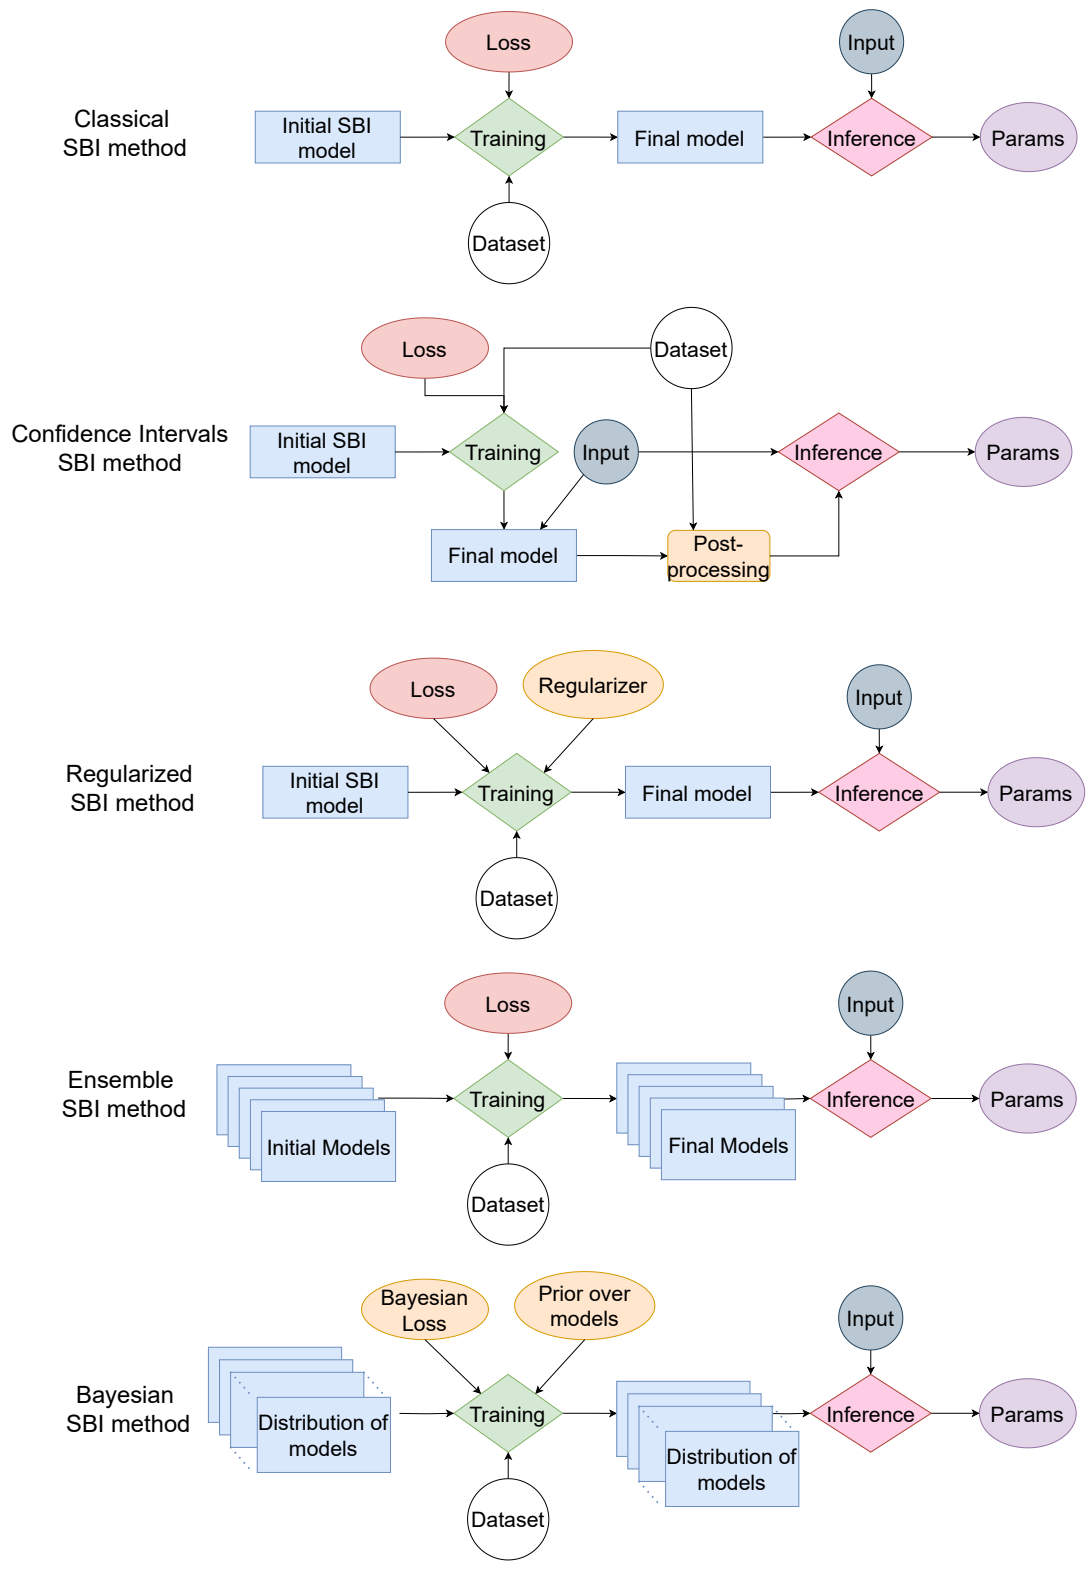 Loss
Input
Classical
SBI method
Initial SBI
model
Training
Final model
Inference
Params
Dataset
Loss
Dataset
Confidence Intervals
SBI method
Initial SBI
model
Training
Input
Inference
Params
Final model
Post-
processing
Loss
Regularizer
Input
Regularized
SBI method
Initial SBI
model
Training
Final model
Inference
Params
Dataset
Loss
Input
Ensemble
SBI method
Initial Models
Training
Final Models
Inference
Params
Dataset
Bayesian
Loss
Prior over
models
Input
Bayesian
SBI method
Distribution of
models
Training
Distribution of
models
Inference
Params
Dataset